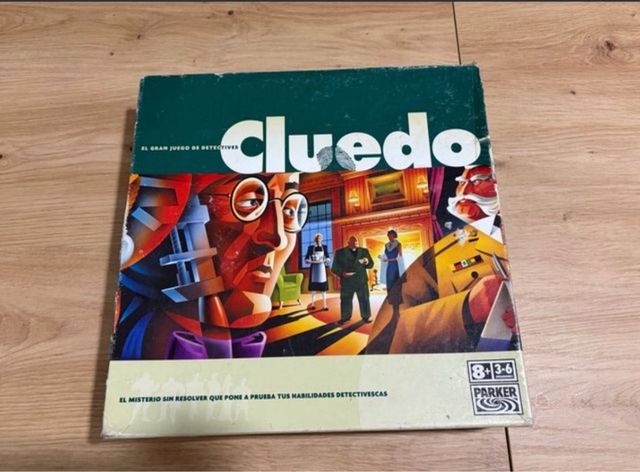 EL GRAN JUEGO DE DETECTIVES
Cluedo
EL MISTERIO SIN RESOLVER QUE PONE A PRUEBA TUS HABILIDADES DETECTIVESCAS
8+
3-6
PARKER